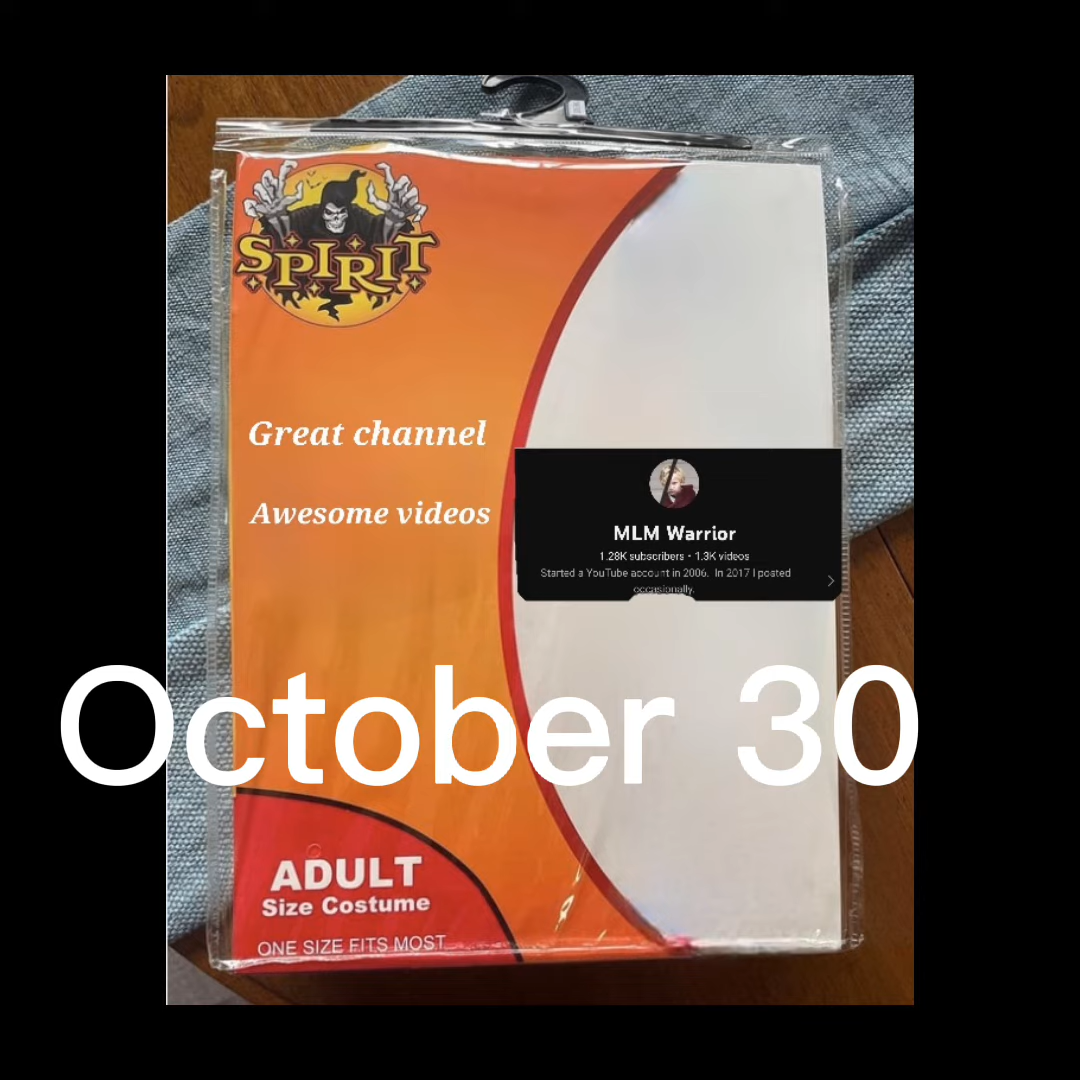 SPIRIT
Great channel
Awesome videos
MLM Warrior
1.28K subscribers • 1.3K videos
Started a YouTube account in 2006. In 2017 I posted
occasionally.
October 30
ADULT
Size Costume
ONE SIZE FITS MOST